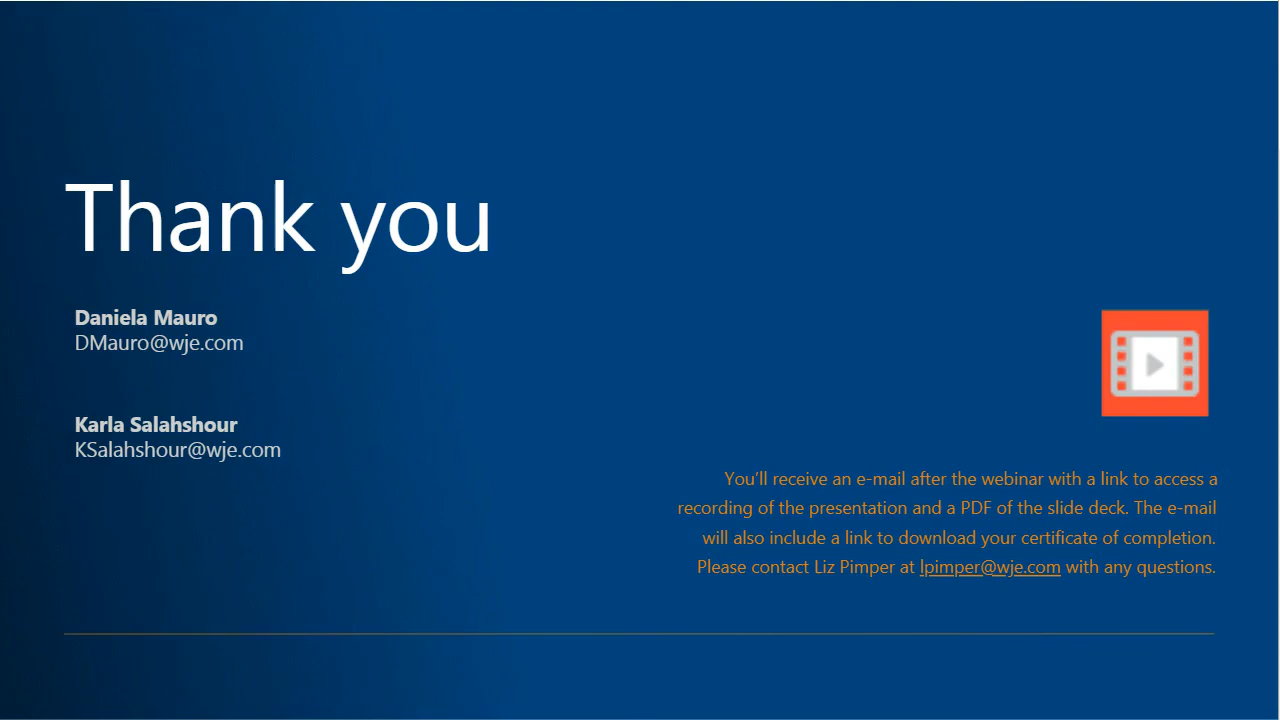 Thank you
Daniela Mauro
DMauro@wje.com
Karla Salahshour
KSalahshour@wje.com
You'll receive an e-mail after the webinar with a link to access a
recording of the presentation and a PDF of the slide deck. The e-mail
will also include a link to download your certificate of completion.
Please contact Liz Pimper at lpimper@wje.com with any questions.